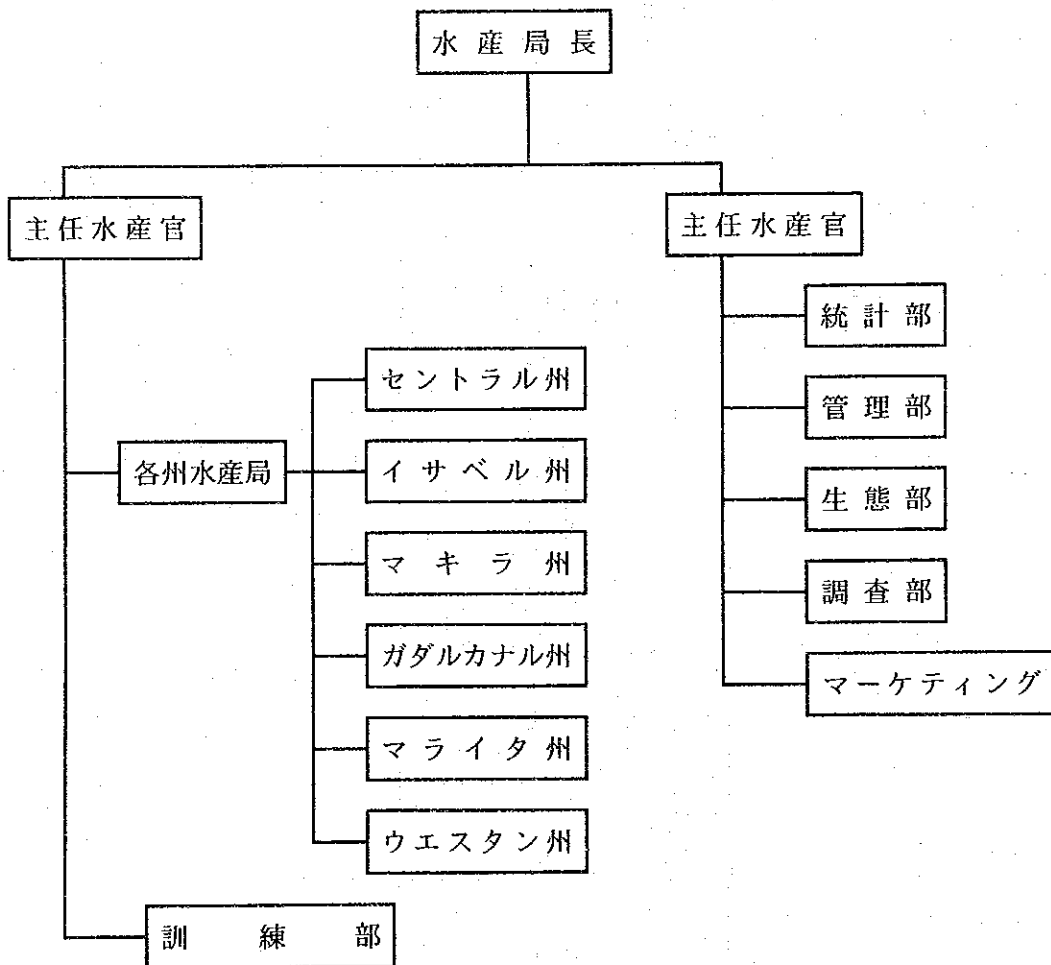 水産局長
主任水産官
主任水産官
統計部
管理部
生態部
調査部
マーケティング
各州水産局
セントラル州
イサベル州
マキラ州
ガダルカナル州
マライタ州
ウエスタン州
訓練部